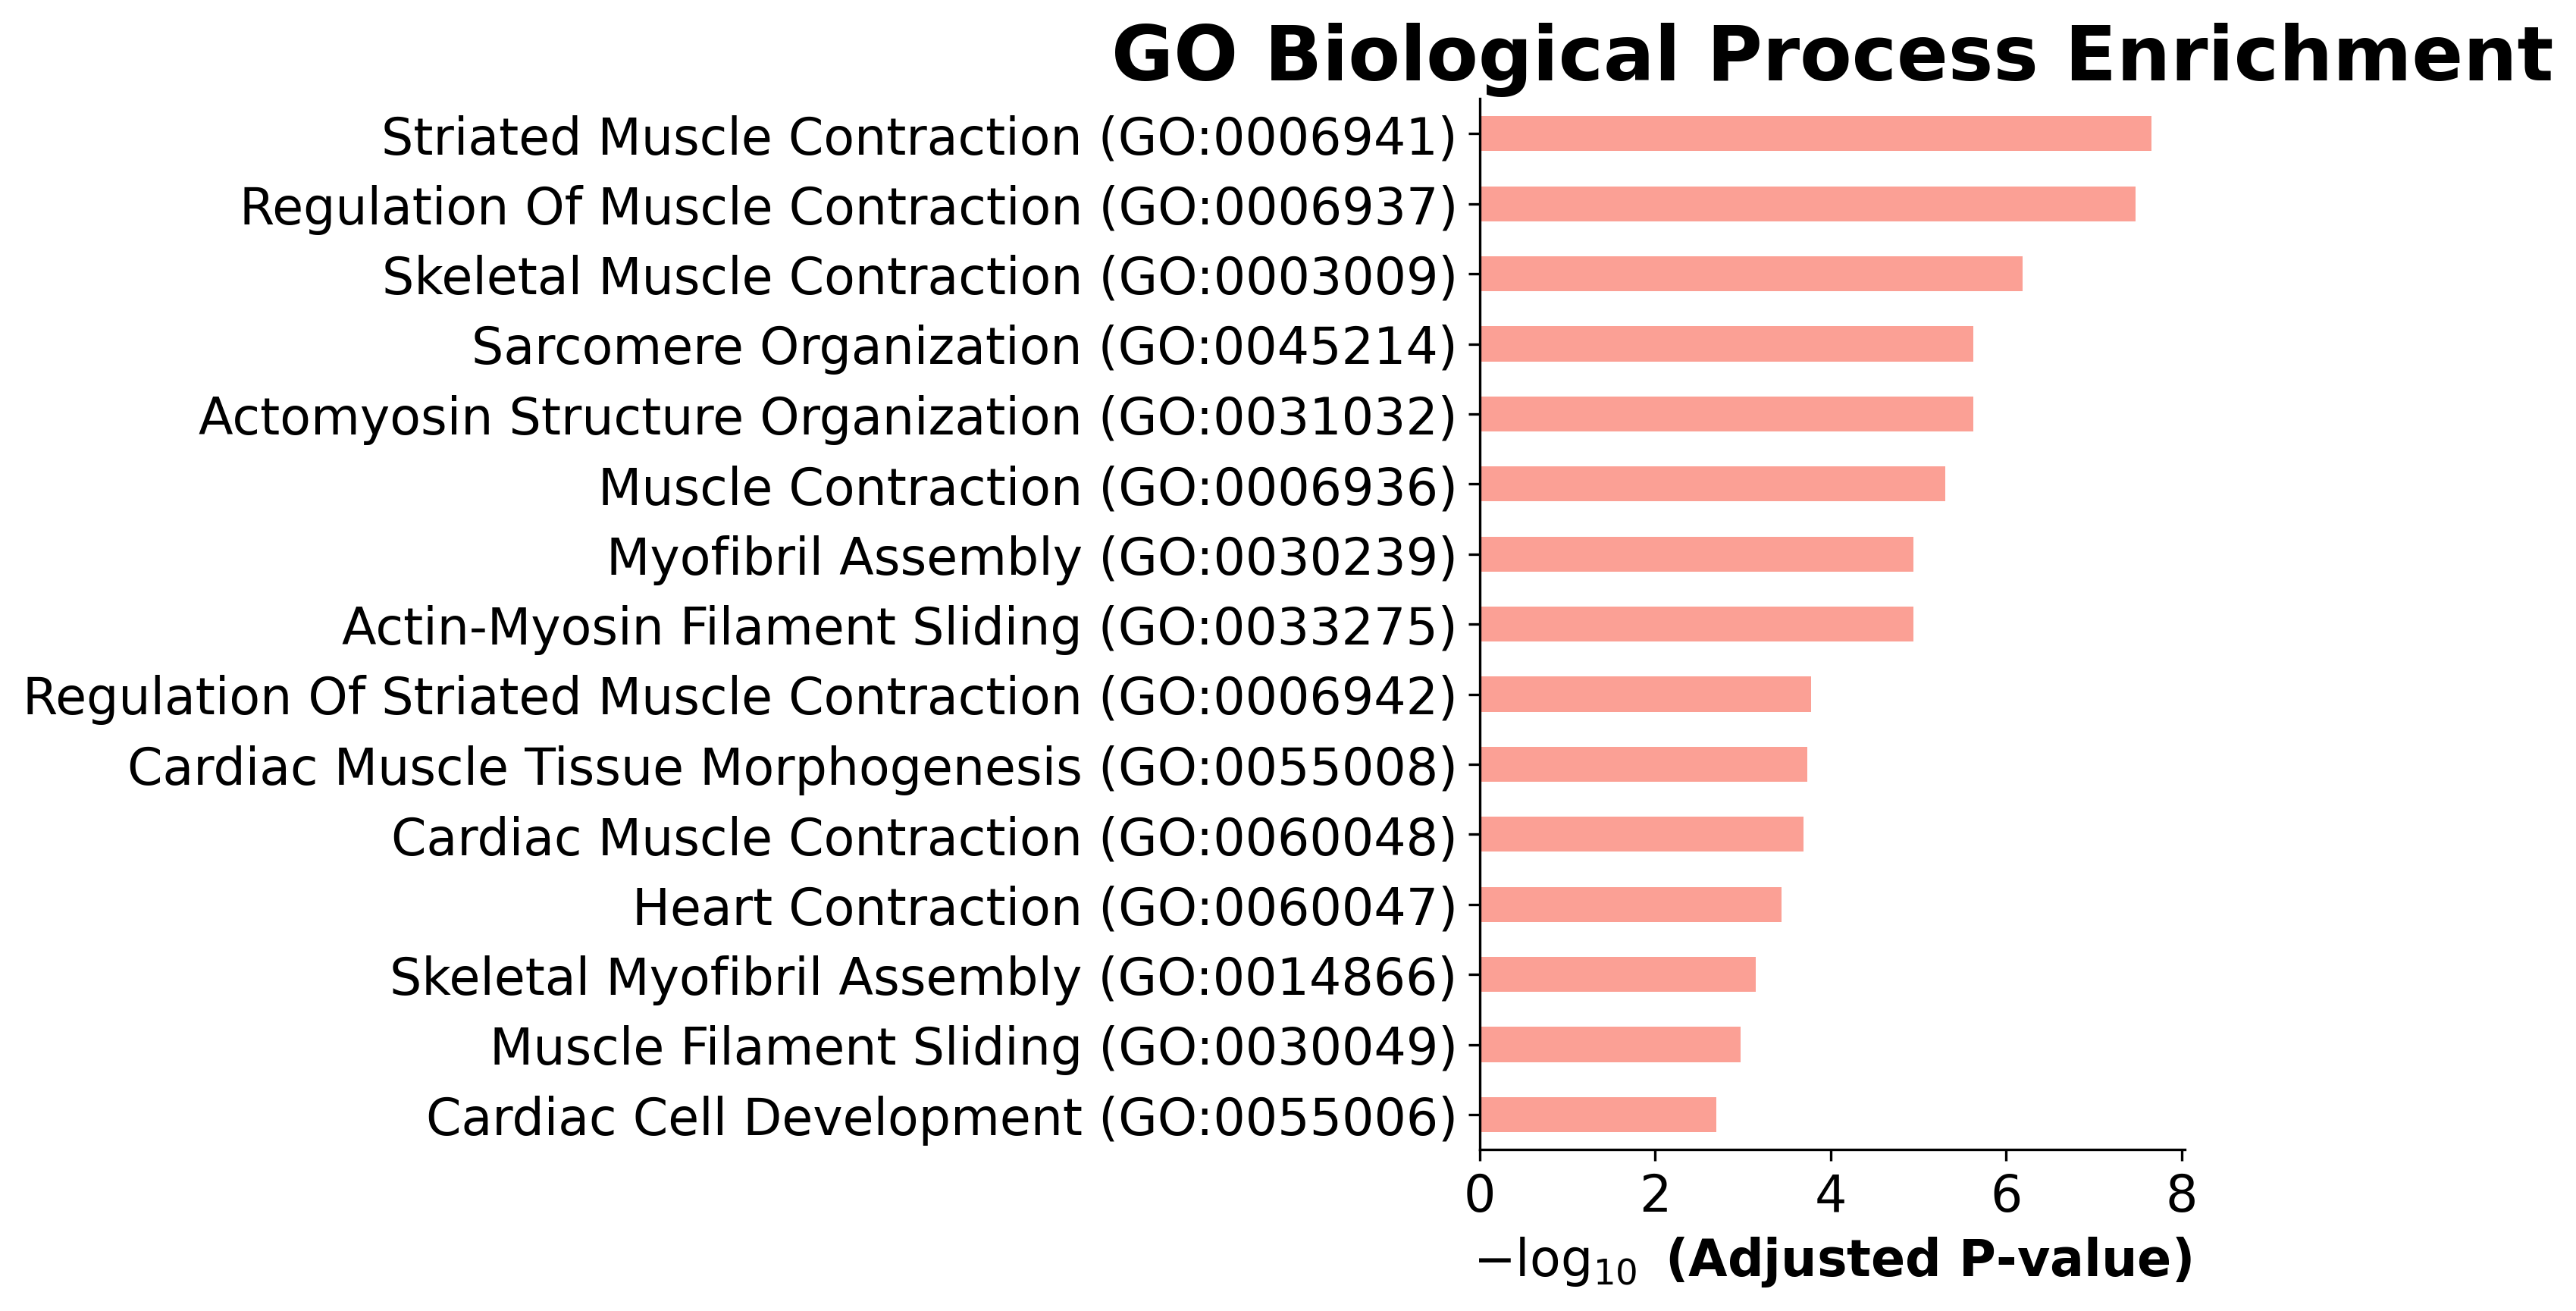 GO Biological Process Enrichment
Striated Muscle Contraction (GO:0006941)
Regulation Of Muscle Contraction (GO:0006937)
Skeletal Muscle Contraction (GO:0003009)
Sarcomere Organization (GO:0045214)
Actomyosin Structure Organization (GO:0031032)
Muscle Contraction (GO:0006936)
Myofibril Assembly (GO:0030239)
Actin-Myosin Filament Sliding (GO:0033275)
Regulation Of Striated Muscle Contraction (GO:0006942)
Cardiac Muscle Tissue Morphogenesis (GO:0055008)
Cardiac Muscle Contraction (GO:0060048)
Heart Contraction (GO:0060047)
Skeletal Myofibril Assembly (GO:0014866)
Muscle Filament Sliding (GO:0030049)
Cardiac Cell Development (GO:0055006)
0 2 4 6 8
−log₁₀ (Adjusted P-value)